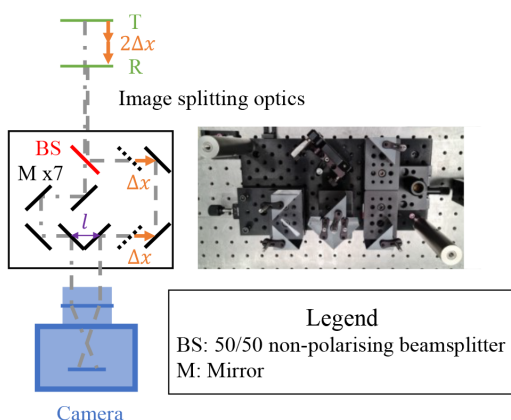 T
2Δx
R
Image splitting optics
BS
M x7
Δx
l
Δx
Legend
BS: 50/50 non-polarising beamsplitter
M: Mirror
Camera